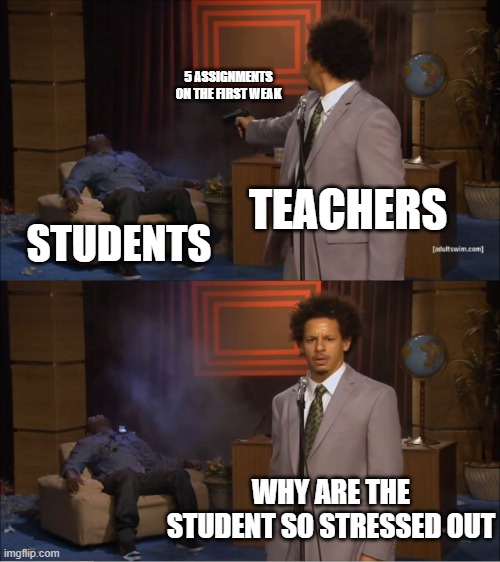 5 ASSIGNMENTS
ON THE FIRST WEAK
TEACHERS
STUDENTS
[adultswim.com]
WHY ARE THE
STUDENT SO STRESSED OUT
imgflip.com